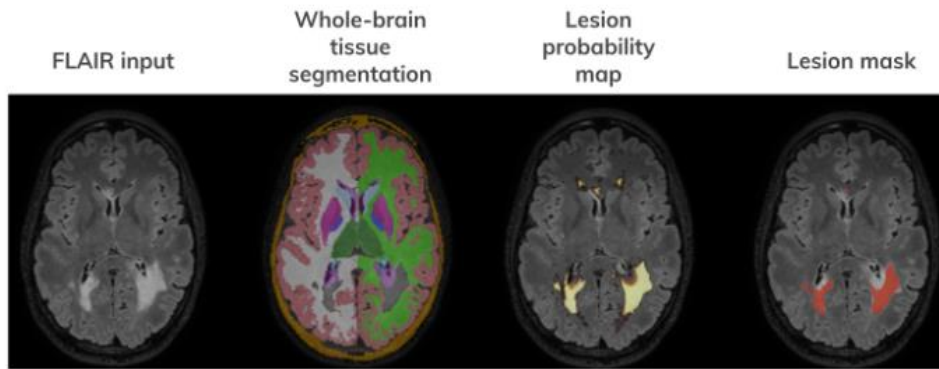 FLAIR input
Whole-brain
tissue
segmentation
Lesion
probability
map
Lesion mask